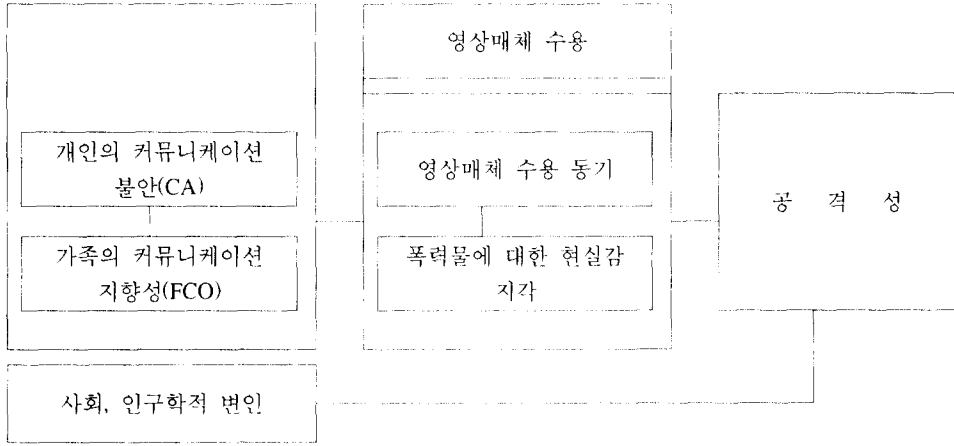 영상매체 수용
개인의 커뮤니케이션
불안(CA)
가족의 커뮤니케이션
지향성(FCO)
영상매체 수용 동기
폭력물에 대한 현실감
지각
공 격 성
사회, 인구학적 변인